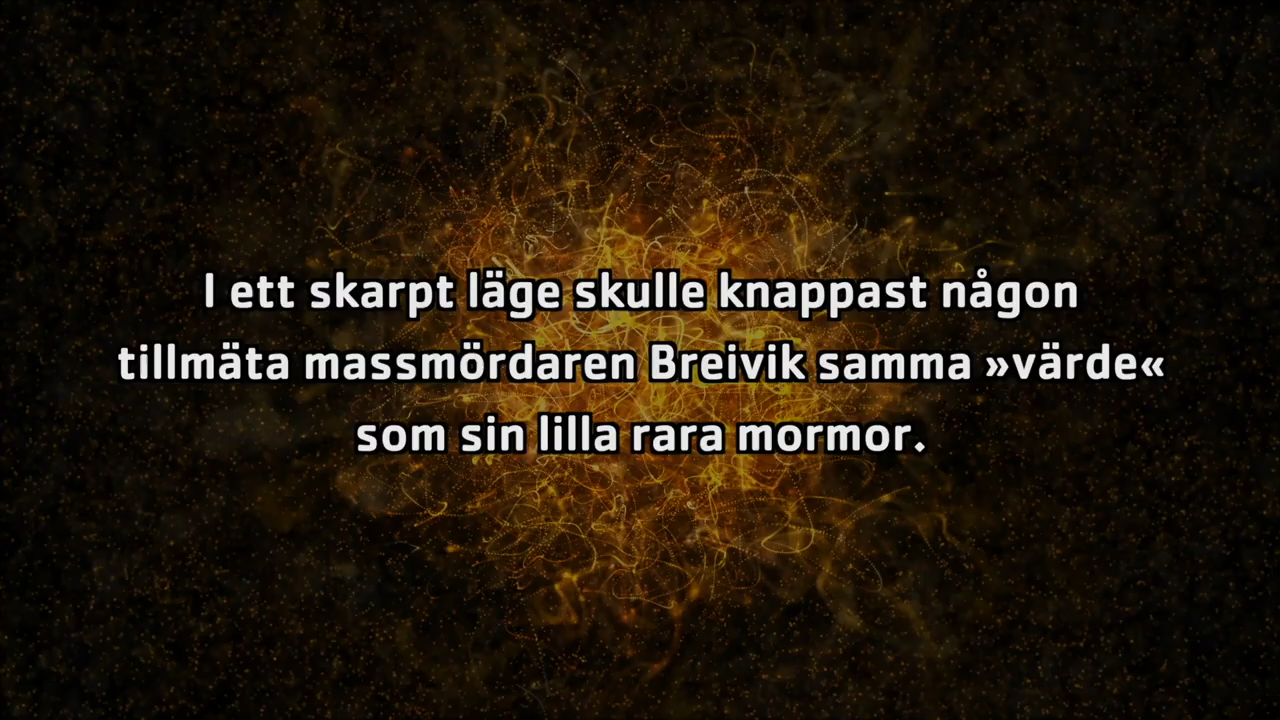 I ett skarpt läge skulle knappast någon
tillmäta massmördaren Breivik samma »värde«
som sin lilla rara mormor.